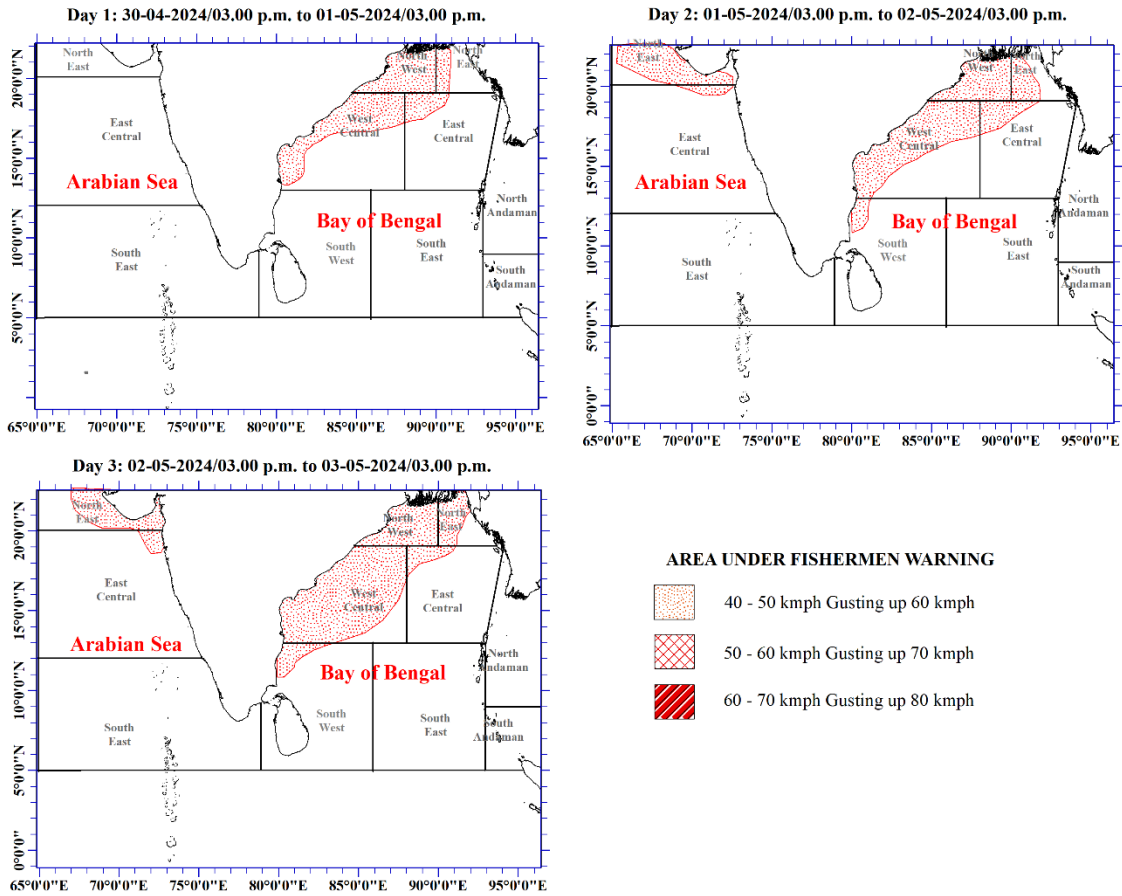 Day 1: 30-04-2024/03.00 p.m. to 01-05-2024/03.00 p.m.
North
East
North
West
North
East
East
Central
West
Central
East
Central
Arabian Sea
Bay of Bengal
North
Andaman
South
East
South
West
South
East
South
Andaman
20°0'0"N
15°0'0"N
10°0'0"N
5°0'0"N
65°0'0"E 70°0'0"E 75°0'0"E 80°0'0"E 85°0'0"E 90°0'0"E 95°0'0"E
Day 2: 01-05-2024/03.00 p.m. to 02-05-2024/03.00 p.m.
North
East
North
West
North
East
East
Central
West
Central
East
Central
Arabian Sea
Bay of Bengal
North
Andaman
South
East
South
West
South
East
South
Andaman
20°0'0"N
15°0'0"N
10°0'0"N
5°0'0"N
0°0'0"
65°0'0"E 70°0'0"E 75°0'0"E 80°0'0"E 85°0'0"E 90°0'0"E 95°0'0"E
Day 3: 02-05-2024/03.00 p.m. to 03-05-2024/03.00 p.m.
North
East
North
West
North
East
East
Central
West
Central
East
Central
Arabian Sea
Bay of Bengal
North
Andaman
South
East
South
West
South
East
South
Andaman
20°0'0"N
15°0'0"N
10°0'0"N
5°0'0"N
0°0'0"
65°0'0"E 70°0'0"E 75°0'0"E 80°0'0"E 85°0'0"E 90°0'0"E 95°0'0"E
AREA UNDER FISHERMEN WARNING
40 - 50 kmph Gusting up 60 kmph
50 - 60 kmph Gusting up 70 kmph
60 - 70 kmph Gusting up 80 kmph